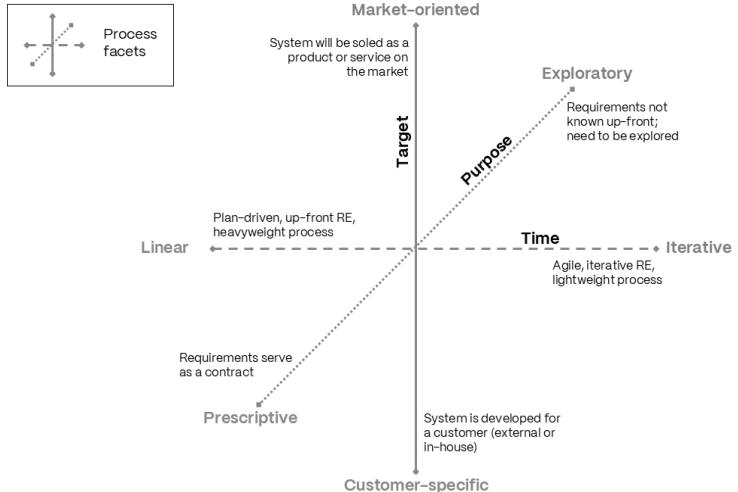 Process
facets
Market-oriented
System will be soled as a
product or service on
the market
Exploratory
Requirements not
known up-front;
need to be explored
Target
Purpose
Plan-driven, up-front RE,
heavyweight process
Linear
Time
Iterative
Agile, iterative RE,
lightweight process
Requirements serve
as a contract
Prescriptive
System is developed for
a customer (external or
in-house)
Customer-specific